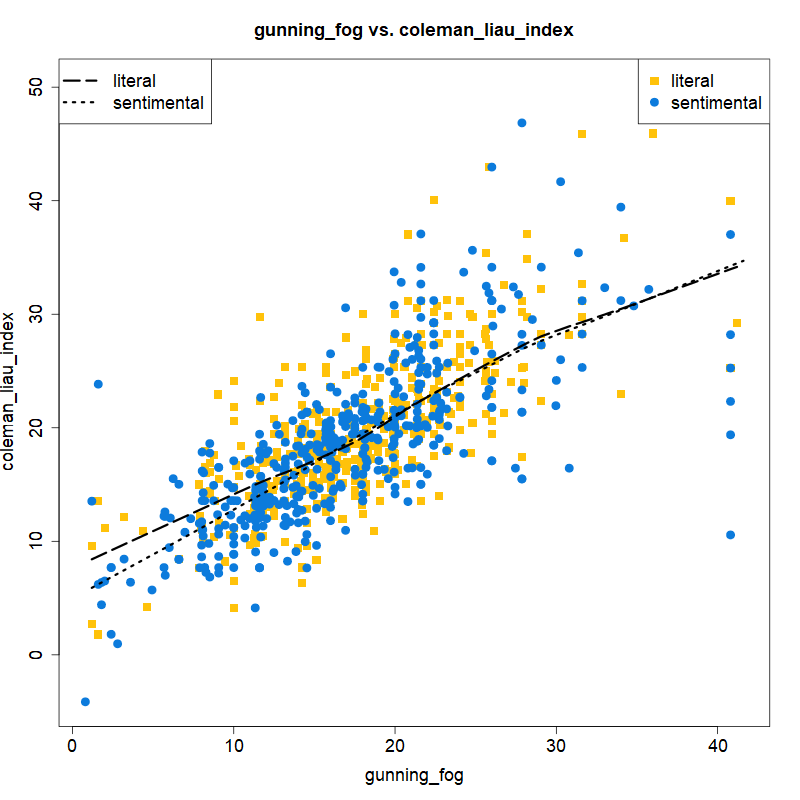 gunning_fog vs. coleman_liau_index
literal
sentimental
literal
sentimental
50
40
30
20
10
0
coleman_liau_index
0 10 20 30 40
gunning_fog